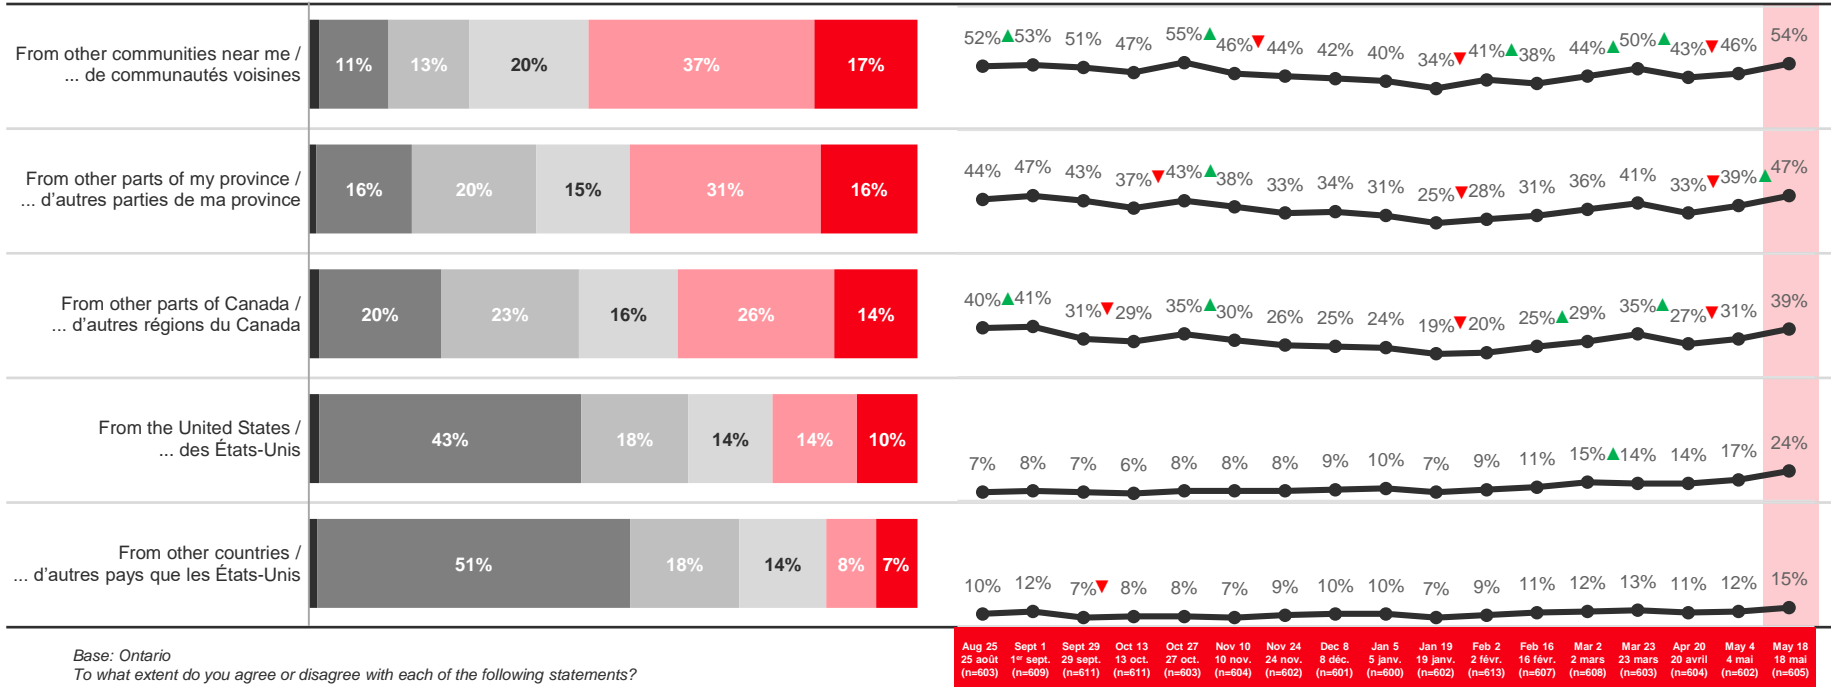 From other communities near me /
... de communautés voisines
11% 13% 20% 37% 17%
52% 53% 51% 47% 55% 46% 44% 42% 40% 34% 41% 38% 44% 50% 43% 46% 54%
From other parts of my province /
... d'autres parties de ma province
16% 20% 15% 31% 16%
44% 47% 43% 37% 43% 38% 33% 34% 31% 25% 28% 31% 36% 41% 33% 39% 47%
From other parts of Canada /
... d'autres régions du Canada
20% 23% 16% 26% 14%
40% 41% 31% 29% 35% 30% 26% 25% 24% 19% 20% 25% 29% 35% 27% 31% 39%
From the United States /
... des États-Unis
43% 18% 14% 14% 10%
7% 8% 7% 6% 8% 8% 8% 9% 10% 7% 9% 11% 15% 14% 14% 17% 24%
From other countries /
... d'autres pays que les États-Unis
51% 18% 14% 8% 7%
10% 12% 7% 8% 8% 7% 9% 10% 10% 7% 9% 11% 12% 13% 11% 12% 15%
Aug 25 Sept 1 Sept 29 Oct 13 Oct 27 Nov 10 Nov 24 Dec 8 Jan 5 Jan 19 Feb 2 Feb 16 Mar 2 Mar 23 Apr 20 May 4 May 18
25 août 1er sept. 29 sept. 13 oct. 27 oct. 10 nov. 24 nov. 8 déc. 5 janv. 19 janv. 2 févr. 16 févr. 2 mars 23 mars 20 avril 4 mai 18 mai
(n=603) (n=609) (n=611) (n=611) (n=603) (n=604) (n=602) (n=601) (n=600) (n=602) (n=613) (n=607) (n=608) (n=603) (n=604) (n=602) (n=605)
Base: Ontario
To what extent do you agree or disagree with each of the following statements?